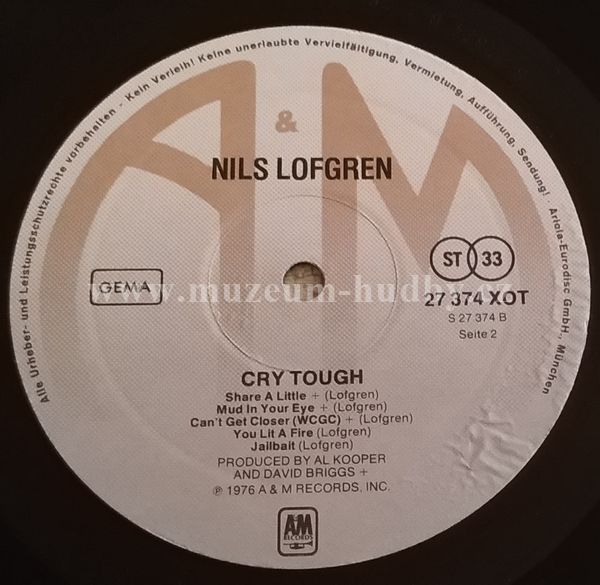 Alle Urheber- und Leistungsschutzrechte vorbehalten - Kein Verleih! Keine unerlaubte Vervielfältigung, Vermietung, Aufführung, Sendung! · Ariola-Eurodisc GmbH., München
A & M
NILS LOFGREN
GEMA
ST 33
www.muzeum-hudby.cz
27 374 XOT
S 27 374 B
Seite 2
CRY TOUGH
Share A Little + (Lofgren)
Mud In Your Eye + (Lofgren)
Can't Get Closer (WCGC) + (Lofgren)
You Lit A Fire (Lofgren)
Jailbait (Lofgren)
PRODUCED BY AL KOOPER
AND DAVID BRIGGS +
℗ 1976 A & M RECORDS, INC.
A&M
RECORDS